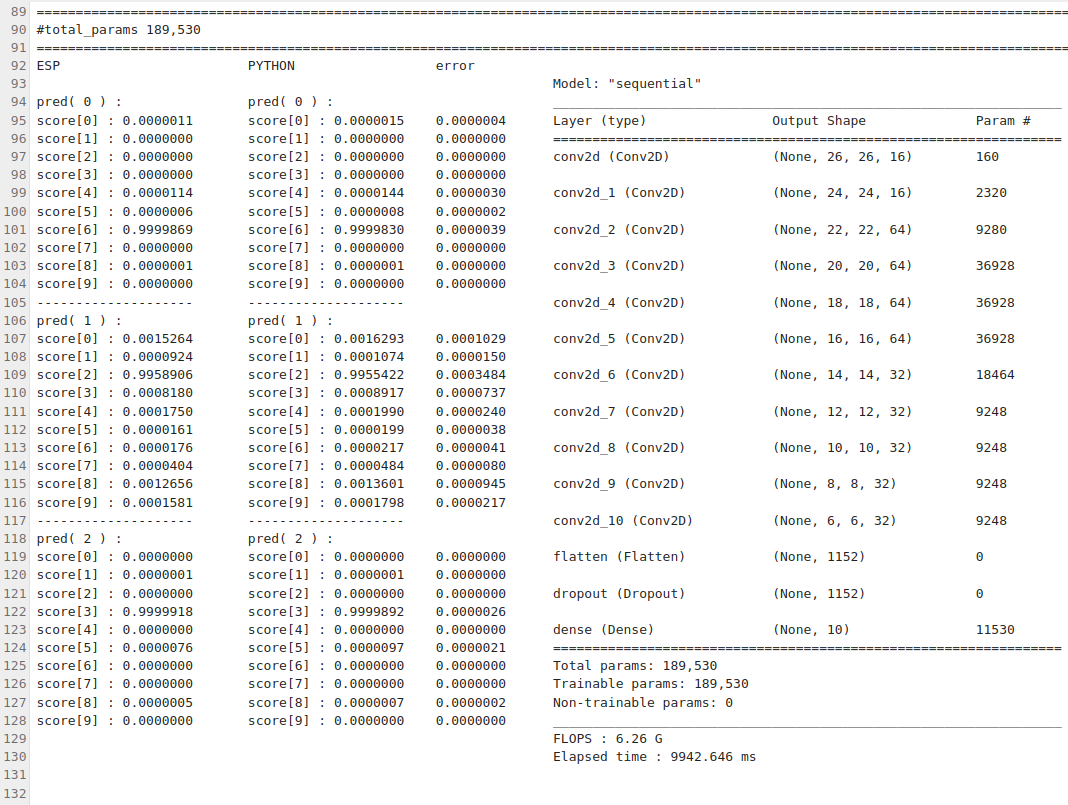 89 ====================================================================================================================================
90 #total_params 189,530
91 ====================================================================================================================================
92 ESP PYTHON error
93 Model: "sequential"
94 pred( 0 ) : pred( 0 ) : _________________________________________________________________
95 score[0] : 0.0000011 score[0] : 0.0000015 0.0000004 Layer (type) Output Shape Param #
96 score[1] : 0.0000000 score[1] : 0.0000000 0.0000000 =================================================================
97 score[2] : 0.0000000 score[2] : 0.0000000 0.0000000 conv2d (Conv2D) (None, 26, 26, 16) 160
98 score[3] : 0.0000000 score[3] : 0.0000000 0.0000000
99 score[4] : 0.0000114 score[4] : 0.0000144 0.0000030 conv2d_1 (Conv2D) (None, 24, 24, 16) 2320
100 score[5] : 0.0000006 score[5] : 0.0000008 0.0000002
101 score[6] : 0.9999869 score[6] : 0.9999830 0.0000039 conv2d_2 (Conv2D) (None, 22, 22, 64) 9280
102 score[7] : 0.0000000 score[7] : 0.0000000 0.0000000
103 score[8] : 0.0000001 score[8] : 0.0000001 0.0000000 conv2d_3 (Conv2D) (None, 20, 20, 64) 36928
104 score[9] : 0.0000000 score[9] : 0.0000000 0.0000000
105 -------------------- -------------------- conv2d_4 (Conv2D) (None, 18, 18, 64) 36928
106 pred( 1 ) : pred( 1 ) :
107 score[0] : 0.0015264 score[0] : 0.0016293 0.0001029 conv2d_5 (Conv2D) (None, 16, 16, 64) 36928
108 score[1] : 0.0000924 score[1] : 0.0001074 0.0000150
109 score[2] : 0.9958906 score[2] : 0.9955422 0.0003484 conv2d_6 (Conv2D) (None, 14, 14, 32) 18464
110 score[3] : 0.0008180 score[3] : 0.0008917 0.0000737
111 score[4] : 0.0001750 score[4] : 0.0001990 0.0000240 conv2d_7 (Conv2D) (None, 12, 12, 32) 9248
112 score[5] : 0.0000161 score[5] : 0.0000199 0.0000038
113 score[6] : 0.0000176 score[6] : 0.0000217 0.0000041 conv2d_8 (Conv2D) (None, 10, 10, 32) 9248
114 score[7] : 0.0000404 score[7] : 0.0000484 0.0000080
115 score[8] : 0.0012656 score[8] : 0.0013601 0.0000945 conv2d_9 (Conv2D) (None, 8, 8, 32) 9248
116 score[9] : 0.0001581 score[9] : 0.0001798 0.0000217
117 -------------------- -------------------- conv2d_10 (Conv2D) (None, 6, 6, 32) 9248
118 pred( 2 ) : pred( 2 ) :
119 score[0] : 0.0000000 score[0] : 0.0000000 0.0000000 flatten (Flatten) (None, 1152) 0
120 score[1] : 0.0000001 score[1] : 0.0000001 0.0000000
121 score[2] : 0.0000000 score[2] : 0.0000000 0.0000000 dropout (Dropout) (None, 1152) 0
122 score[3] : 0.9999918 score[3] : 0.9999892 0.0000026
123 score[4] : 0.0000000 score[4] : 0.0000000 0.0000000 dense (Dense) (None, 10) 11530
124 score[5] : 0.0000076 score[5] : 0.0000097 0.0000021 =================================================================
125 score[6] : 0.0000000 score[6] : 0.0000000 0.0000000 Total params: 189,530
126 score[7] : 0.0000000 score[7] : 0.0000000 0.0000000 Trainable params: 189,530
127 score[8] : 0.0000005 score[8] : 0.0000007 0.0000002 Non-trainable params: 0
128 score[9] : 0.0000000 score[9] : 0.0000000 0.0000000 _________________________________________________________________
129 FLOPS : 6.26 G
130 Elapsed time : 9942.646 ms
131
132